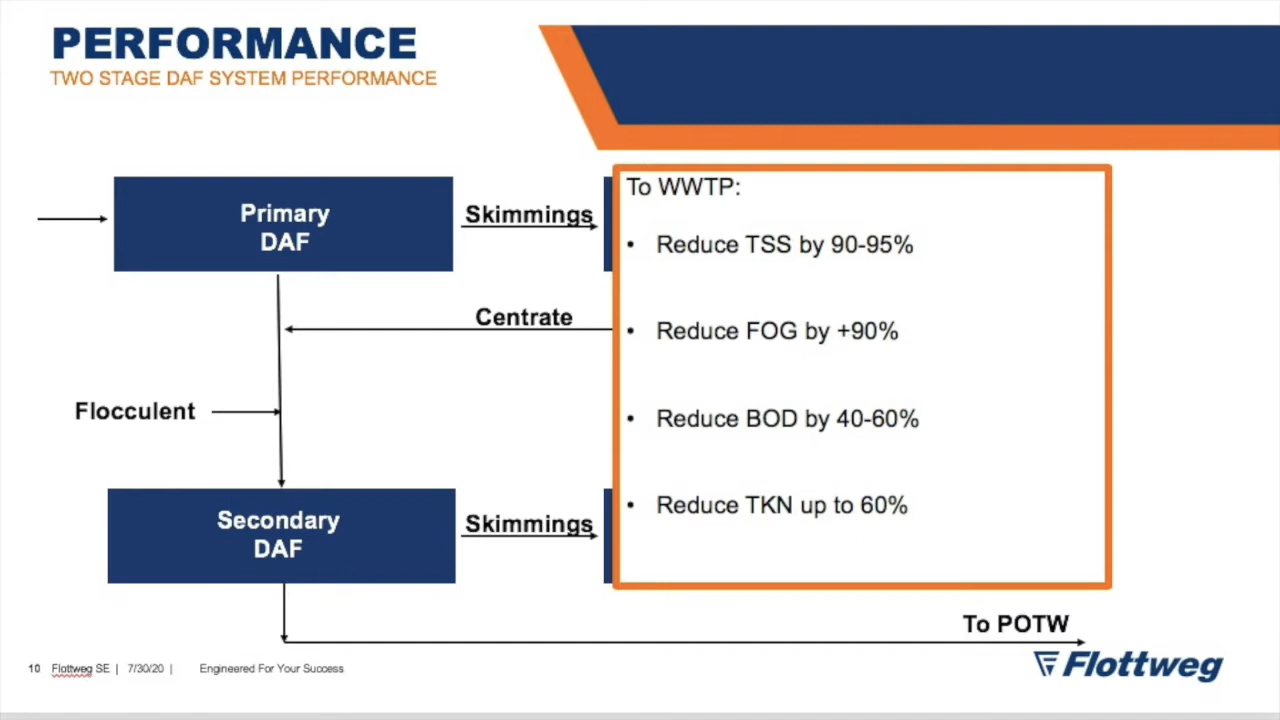 PERFORMANCE
TWO STAGE DAF SYSTEM PERFORMANCE
Primary
DAF
Skimmings
Centrate
Flocculent
Secondary
DAF
Skimmings
To WWTP:
• Reduce TSS by 90-95%
• Reduce FOG by +90%
• Reduce BOD by 40-60%
• Reduce TKN up to 60%
To POTW
10 Flottweg SE | 7/30/20 | Engineered For Your Success
Flottweg